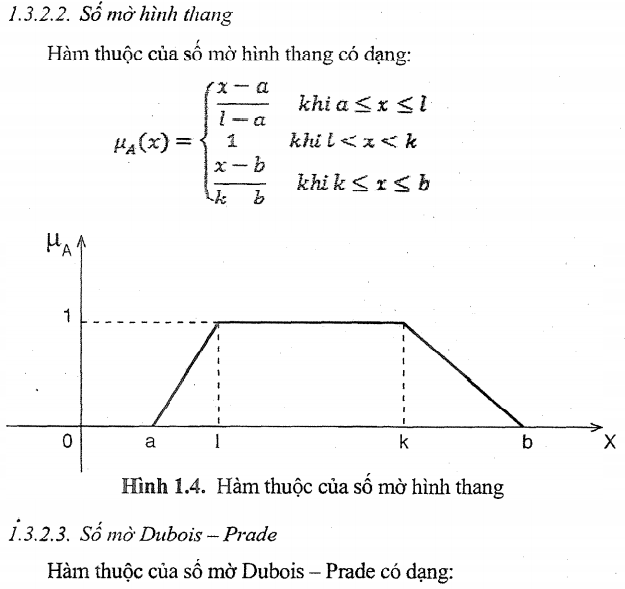 1.3.2.2. Số mờ hình thang
Hàm thuộc của số mờ hình thang có dạng:
x − a
l − a khi a ≤ x ≤ l
μA(x) = { 1 khi l < x < k
x − b
k b khi k ≤ x ≤ b
μA
1
0 a l k b X
Hình 1.4. Hàm thuộc của số mờ hình thang
1.3.2.3. Số mờ Dubois – Prade
Hàm thuộc của số mờ Dubois – Prade có dạng: